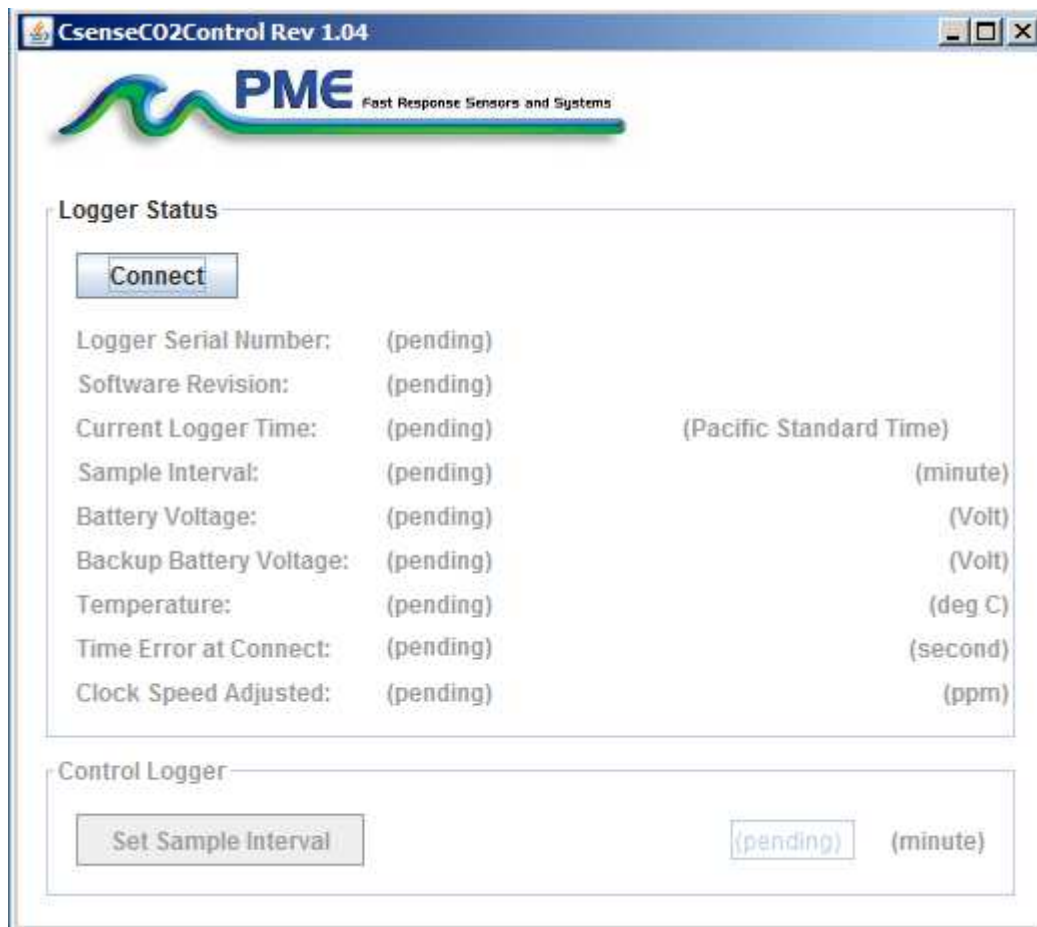 CsenseCO2Control Rev 1.04
PME Fast Response Sensors and Systems
Logger Status
Connect
Logger Serial Number: (pending)
Software Revision: (pending)
Current Logger Time: (pending) (Pacific Standard Time)
Sample Interval: (pending) (minute)
Battery Voltage: (pending) (Volt)
Backup Battery Voltage: (pending) (Volt)
Temperature: (pending) (deg C)
Time Error at Connect: (pending) (second)
Clock Speed Adjusted: (pending) (ppm)
Control Logger
Set Sample Interval (pending) (minute)